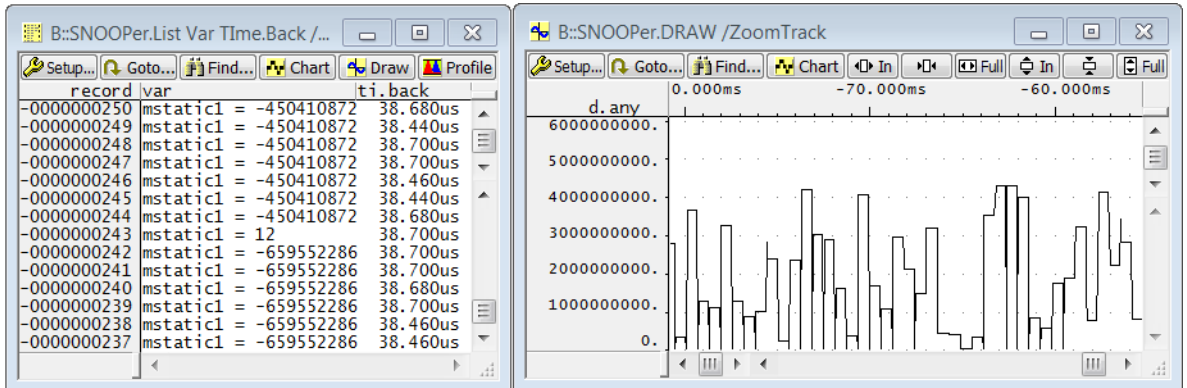 B::SNOOPer.List Var TIme.Back /...
Setup... Goto... Find... Chart Draw Profile
record var ti.back
-0000000250 mstatic1 = -450410872 38.680us
-0000000249 mstatic1 = -450410872 38.440us
-0000000248 mstatic1 = -450410872 38.700us
-0000000247 mstatic1 = -450410872 38.700us
-0000000246 mstatic1 = -450410872 38.460us
-0000000245 mstatic1 = -450410872 38.440us
-0000000244 mstatic1 = -450410872 38.680us
-0000000243 mstatic1 = 12 38.700us
-0000000242 mstatic1 = -659552286 38.700us
-0000000241 mstatic1 = -659552286 38.700us
-0000000240 mstatic1 = -659552286 38.680us
-0000000239 mstatic1 = -659552286 38.700us
-0000000238 mstatic1 = -659552286 38.460us
-0000000237 mstatic1 = -659552286 38.460us
B::SNOOPer.DRAW /ZoomTrack
Setup... Goto... Find... Chart In Full In Full
0.000ms -70.000ms -60.000ms
d.any
6000000000.
5000000000.
4000000000.
3000000000.
2000000000.
1000000000.
0.